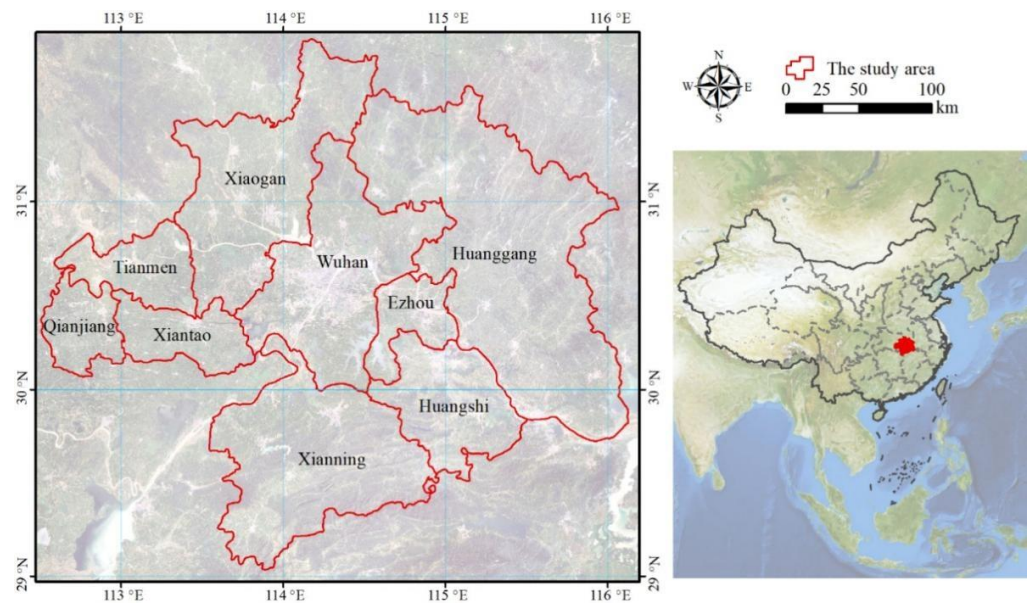 113 °E
114 °E
115 °E
116 °E
31 °N
30 °N
29 °N
31 °N
30 °N
29 °N
Xiaogan
Wuhan
Huanggang
Tianmen
Ezhou
Qianjiang
Xiantao
Huangshi
Xianning
113 °E
114 °E
115 °E
116 °E
N
W
E
S
The study area
0 25 50 100
km